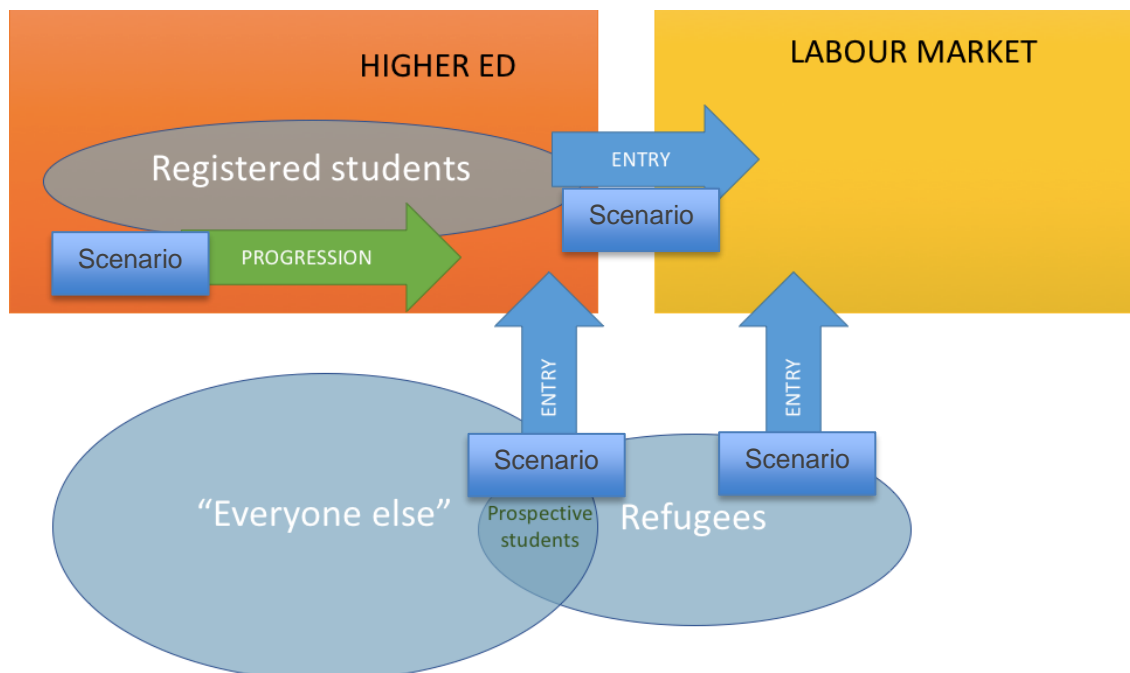 HIGHER ED
LABOUR MARKET
Registered students
ENTRY
Scenario
Scenario
PROGRESSION
ENTRY
ENTRY
Scenario
Scenario
“Everyone else”
Prospective
students
Refugees